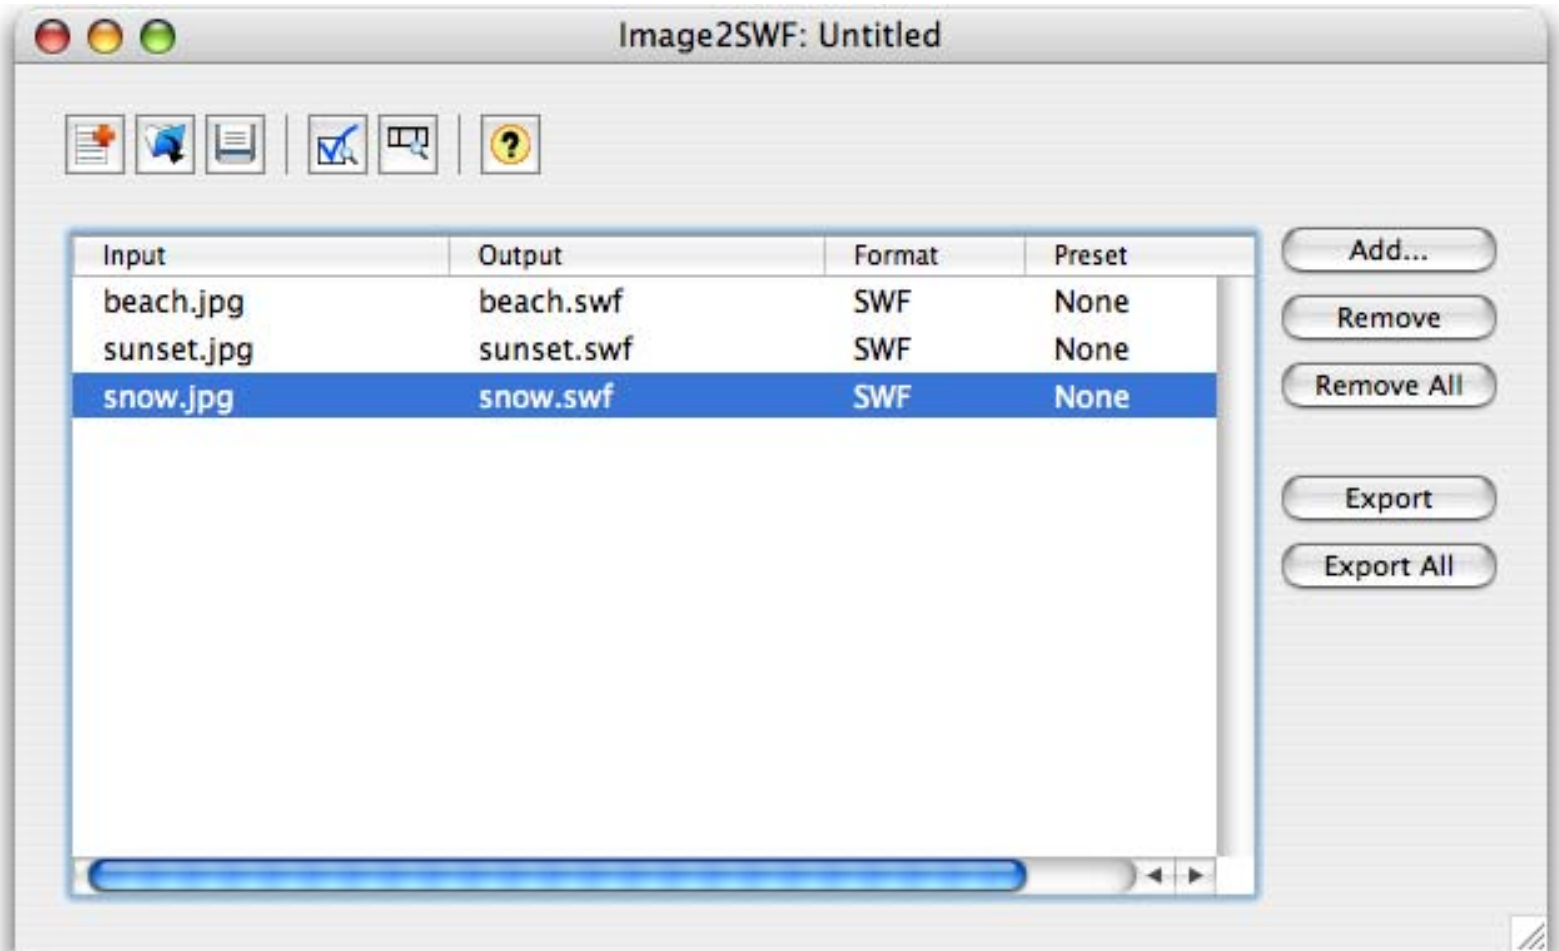 Image2SWF: Untitled
?
Input Output Format Preset
beach.jpg beach.swf SWF None
sunset.jpg sunset.swf SWF None
snow.jpg snow.swf SWF None
Add...
Remove
Remove All
Export
Export All